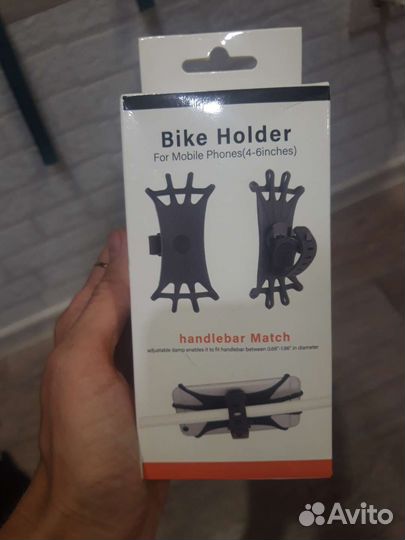 Bike Holder
For Mobile Phones(4-6inches)
handlebar Match
adjustable clamp enables it to fit handlebar between 0.68"-1.96" in diameter
Avito